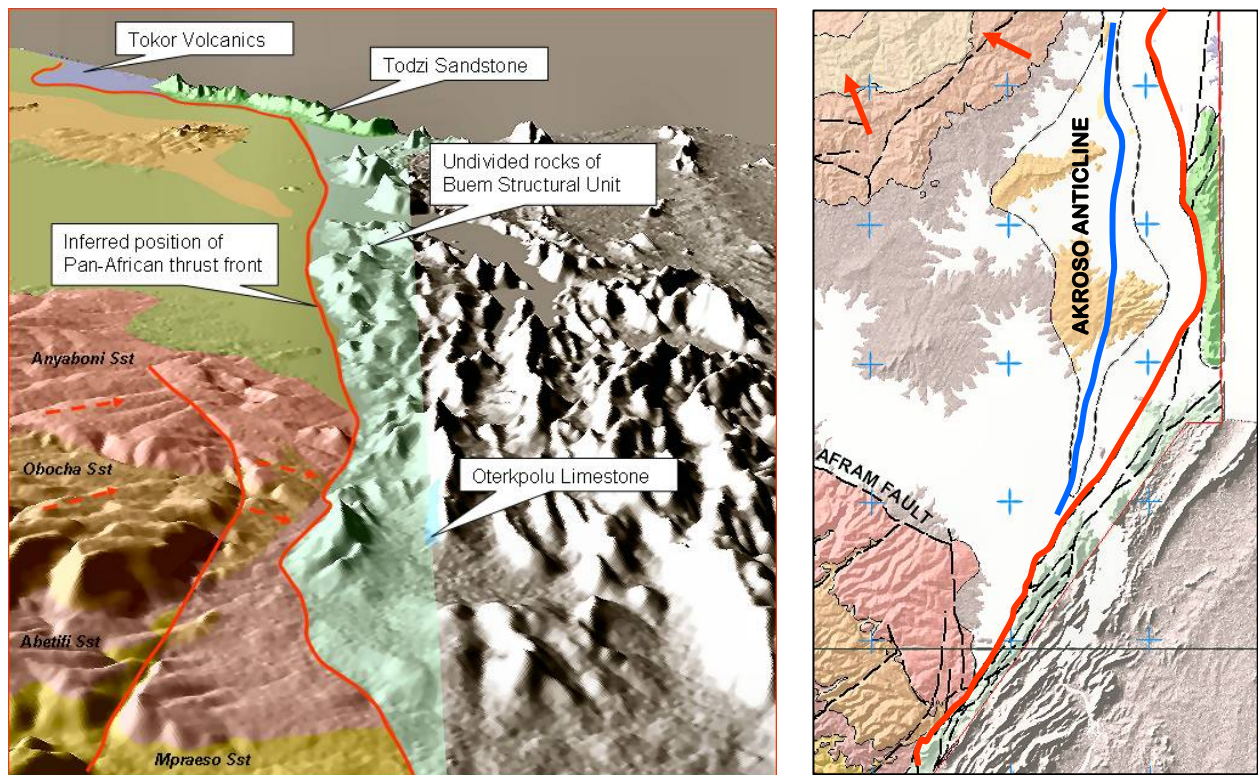 Tokor Volcanics
Todzi Sandstone
Undivided rocks of
Buem Structural Unit
Inferred position of
Pan-African thrust front
Anyaboni Sst
Obocha Sst
Oterkpolu Limestone
Abetifi Sst
Mpraeso Sst
AKROSO ANTICLINE
AFRAM FAULT